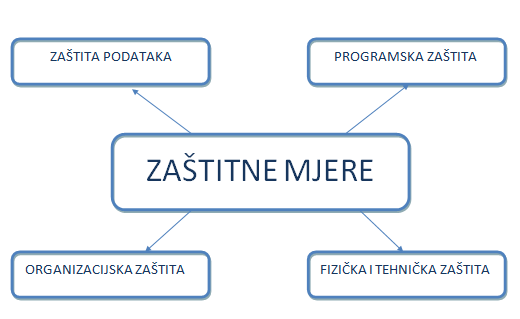 ZAŠTITA PODATAKA
PROGRAMSKA ZAŠTITA
ZAŠTITNE MJERE
ORGANIZACIJSKA ZAŠTITA
FIZIČKA I TEHNIČKA ZAŠTITA